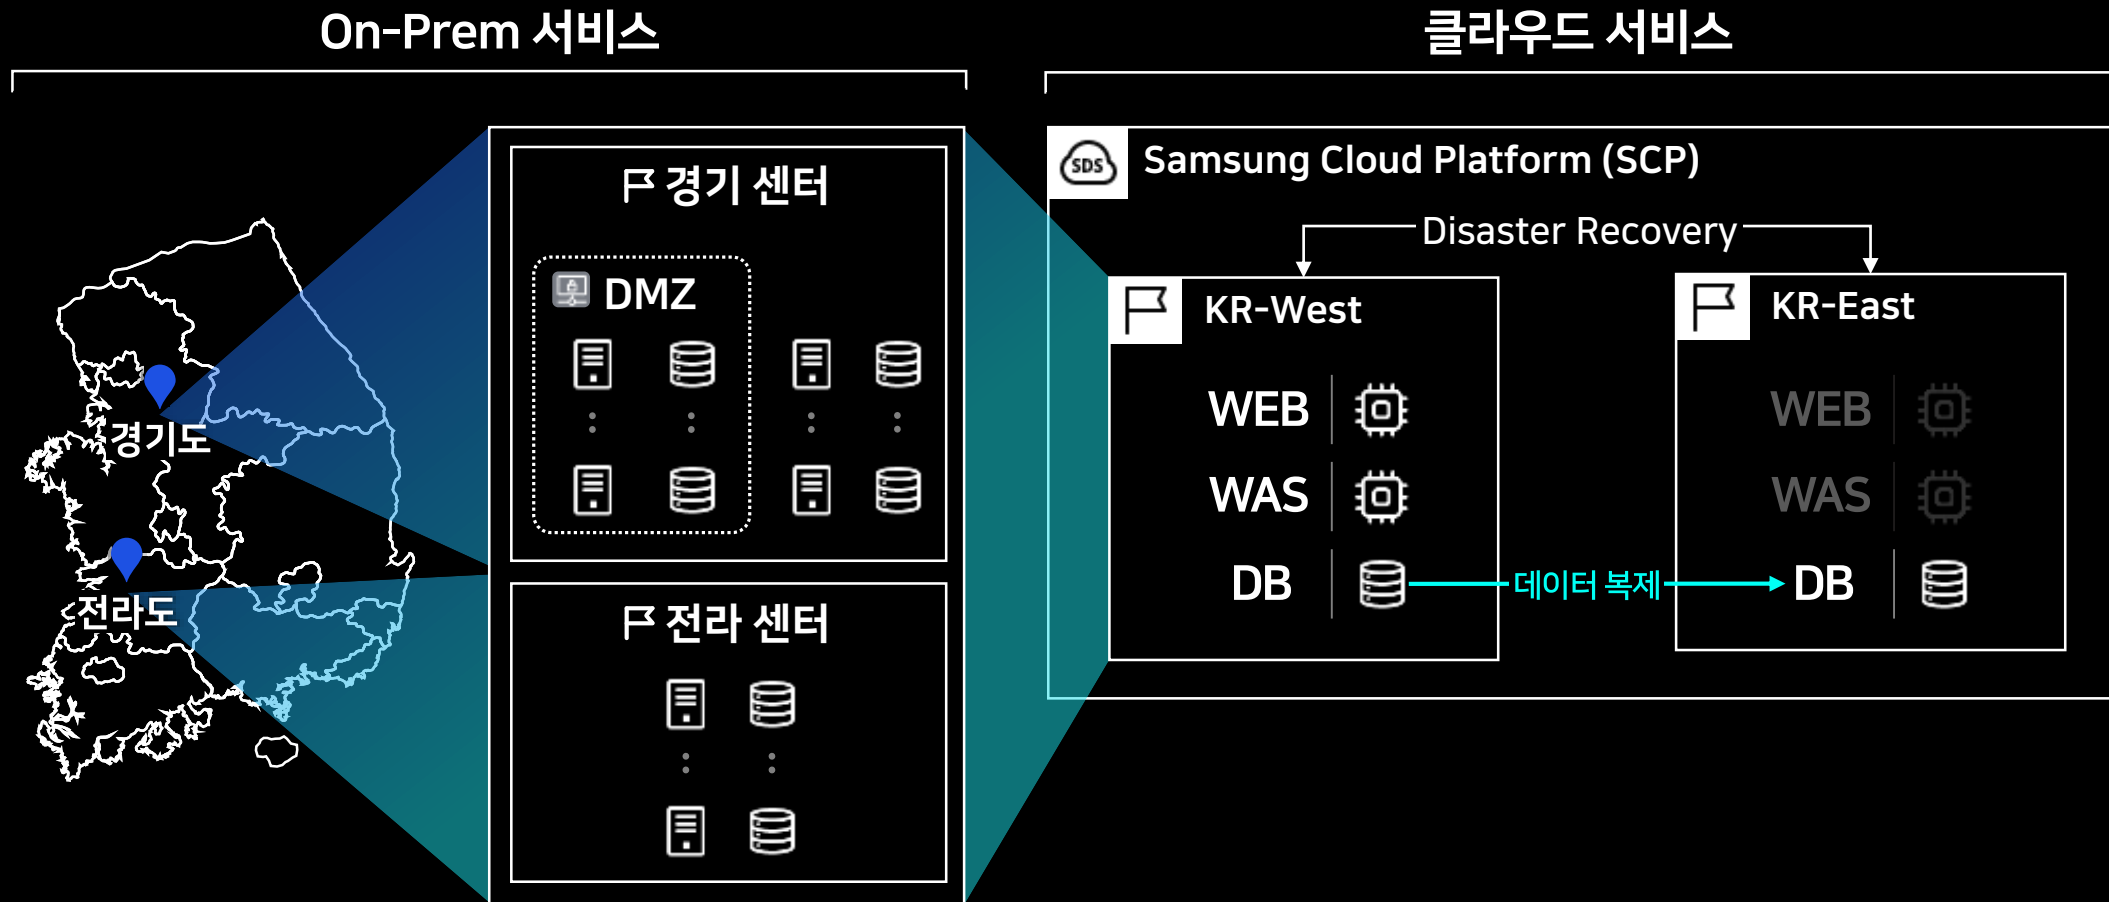 On-Prem 서비스
클라우드 서비스
경기 센터
DMZ
경기도
전라도
전라 센터
SDS
Samsung Cloud Platform (SCP)
Disaster Recovery
KR-West
WEB
WAS
DB
데이터 복제
KR-East
WEB
WAS
DB